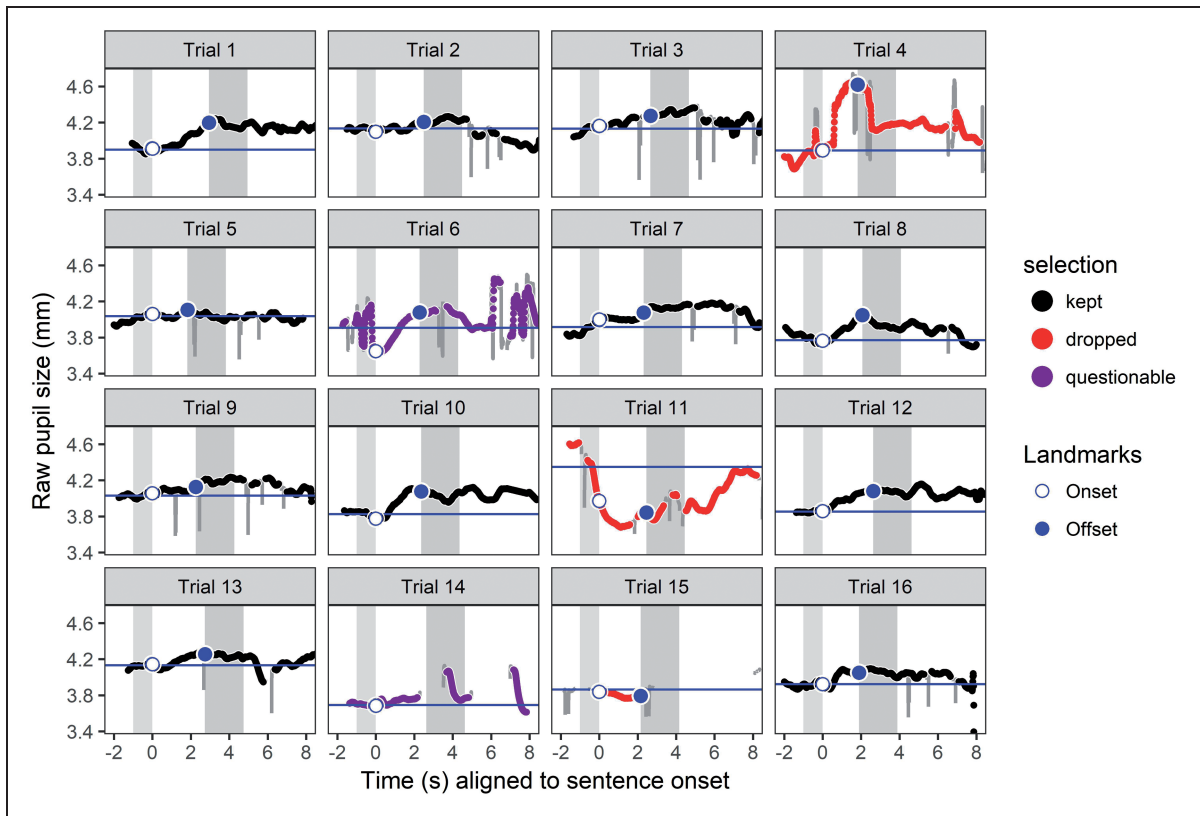 Trial 1 Trial 2 Trial 3 Trial 4
4.6
4.2
3.8
3.4
Trial 5 Trial 6 Trial 7 Trial 8
4.6
4.2
3.8
3.4
Trial 9 Trial 10 Trial 11 Trial 12
4.6
4.2
3.8
3.4
Trial 13 Trial 14 Trial 15 Trial 16
4.6
4.2
3.8
3.4
-2 0 2 4 6 8 -2 0 2 4 6 8 -2 0 2 4 6 8 -2 0 2 4 6 8
Time (s) aligned to sentence onset
Raw pupil size (mm)
selection
kept
dropped
questionable
Landmarks
Onset
Offset